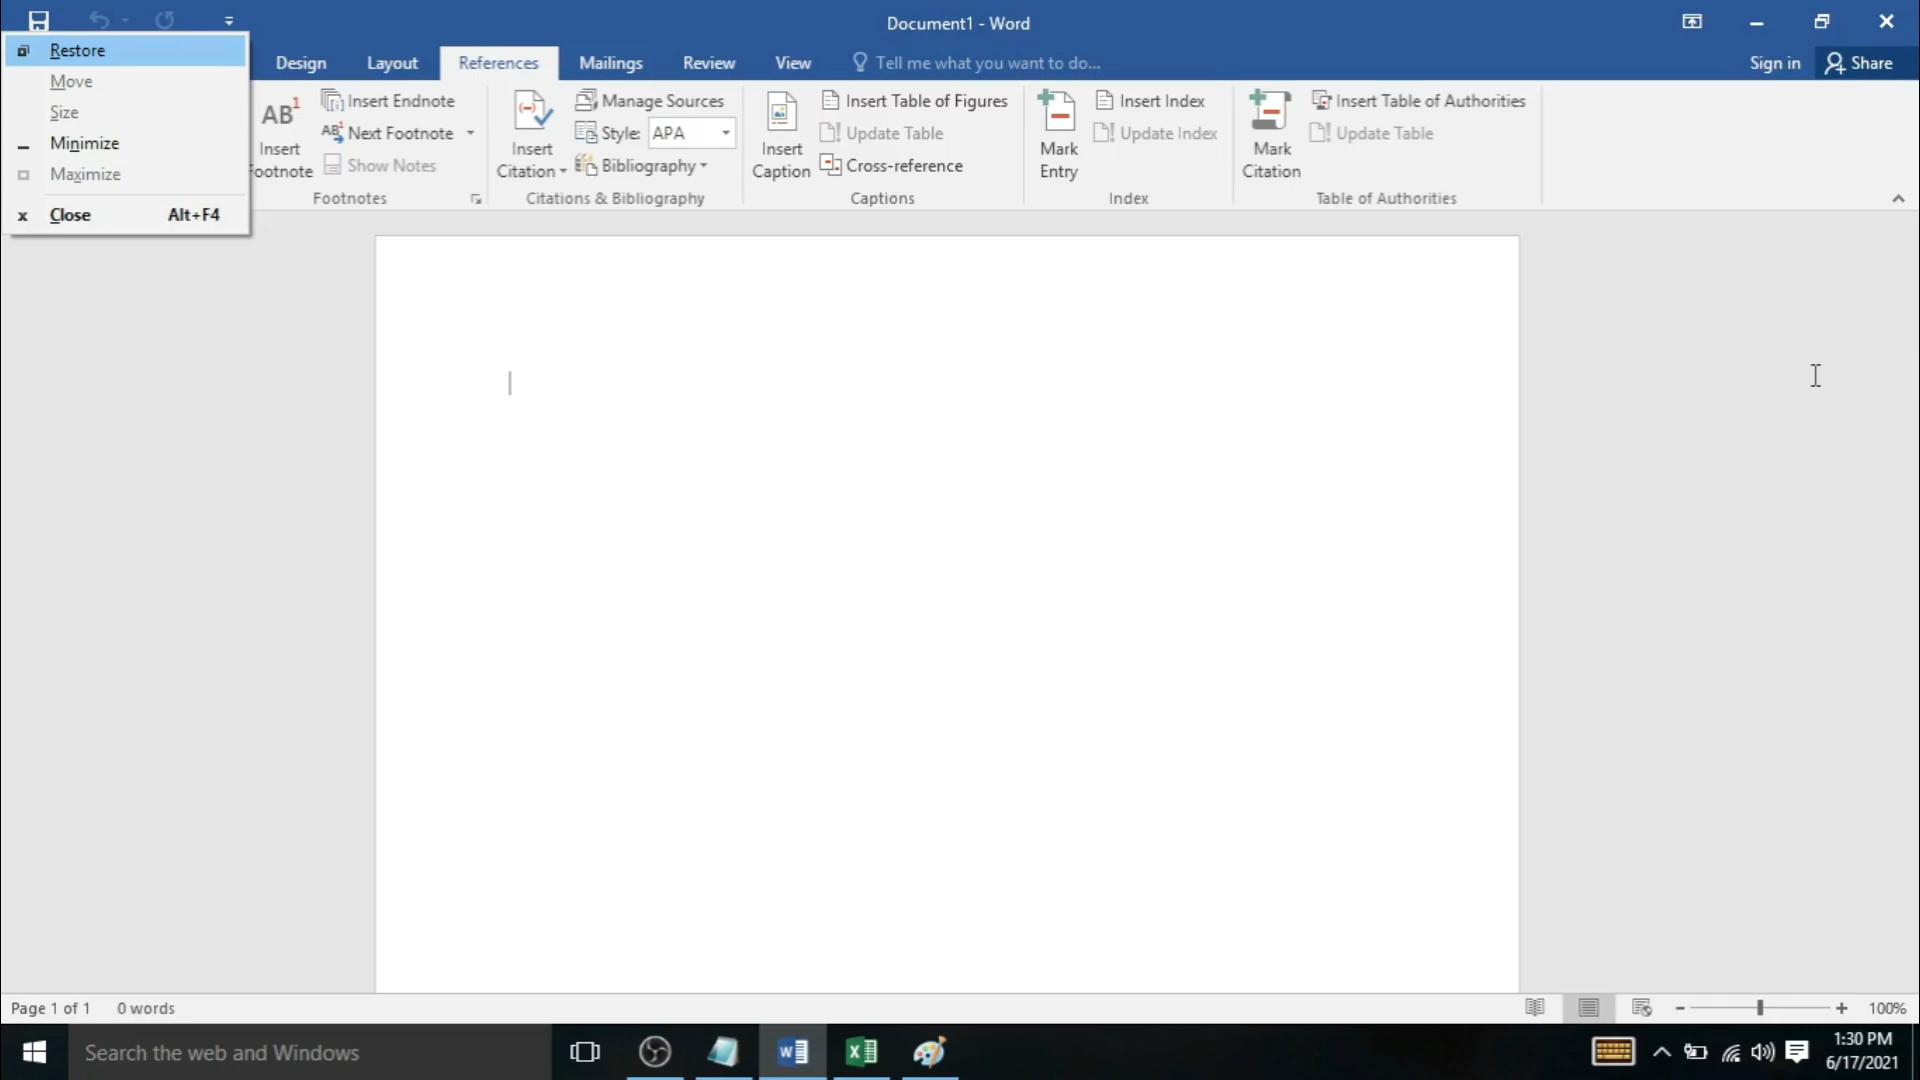 Document1 - Word
Restore
Move
Size
Minimize
Maximize
Close Alt+F4
Design Layout References Mailings Review View Tell me what you want to do... Sign in Share
AB1 Insert Footnote
Insert Endnote
AB1 Next Footnote
Show Notes
Footnotes
Insert Citation
Manage Sources
Style: APA
Bibliography
Citations & Bibliography
Insert Caption
Insert Table of Figures
Update Table
Cross-reference
Captions
Mark Entry
Insert Index
Update Index
Index
Mark Citation
Insert Table of Authorities
Update Table
Table of Authorities
Page 1 of 1 0 words 100%
Search the web and Windows
1:30 PM
6/17/2021